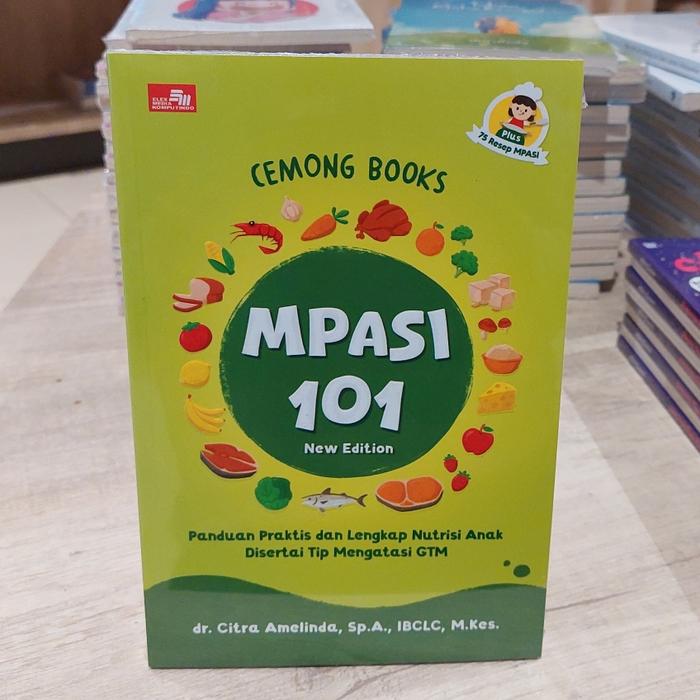 ELEX
MEDIA
KOMPUTINDO
Plus
75 Resep MPASI
CEMONG BOOKS
MPASI
101
New Edition
Panduan Praktis dan Lengkap Nutrisi Anak
Disertai Tip Mengatasi GTM
dr. Citra Amelinda, Sp.A., IBCLC, M.Kes.